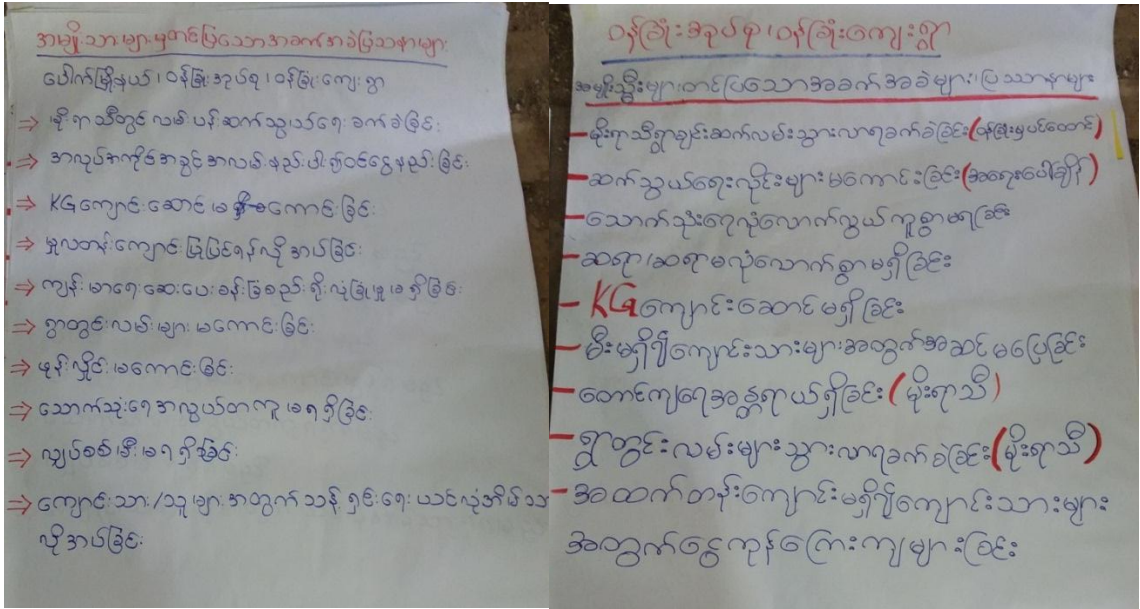 အမျိုးသားများမှတင်ပြသောအခက်အခဲပြဿနာများ
ပေါက်မြို့နယ်၊ ဝန်ခြုံးအုပ်စု၊ ဝန်ခြုံးကျေးရွာ
⇒ မိုးရာသီတွင် လမ်းပန်းဆက်သွယ်ရေး ခက်ခဲခြင်း
⇒ အလုပ်အကိုင်အခွင့်အလမ်းနည်းပါး၍ဝင်ငွေနည်းခြင်း
⇒ KGကျောင်းဆောင် မကောင်းခြင်း
⇒ မူလတန်းကျောင်း ပြုပြင်ရန်လိုအပ်ခြင်း
⇒ ကျန်းမာရေးဆေးပေးခန်း ခြံစည်းရိုးလုံခြုံမှု မရှိခြင်း
⇒ ရွာတွင်းလမ်းများ မကောင်းခြင်း
⇒ ဖုန်းလှိုင်းမကောင်းခြင်း
⇒ သောက်သုံးရေအလွယ်တကူ မရရှိခြင်း
⇒ လျှပ်စစ်မီး မရရှိခြင်း
⇒ ကျောင်းသား/သူများအတွက် သန့်ရှင်းရေး ယင်လုံအိမ်သာ
လိုအပ်ခြင်း
ဝန်ခြုံးအုပ်စု၊ဝန်ခြုံးကျေးရွာ
အမျိုးသ္မီးများတင်ပြသောအခက်အခဲများ၊ပြဿာနာများ
– မိုးရာသီရွာချင်းဆက်လမ်းသွားလာရခက်ခဲခြင်း(ဝန်ခြုံးမှပင်တောင်)
– ဆက်သွယ်ရေးလိုင်းများမကောင်းခြင်း(အရေးပေါ်ချိန်)
– သောက်သုံးရေလုံလောက်လွယ်ကူစွာမရခြင်း
– ဆရာ၊ဆရာမလုံလောက်စွာမရှိခြင်း
– KGကျောင်းဆောင်မရှိခြင်း
– မီးမရှိ၍ကျောင်းသားများအတွက်အဆင်မပြေခြင်း
– တောင်ကျရေအန္တရာယ်ရှိခြင်း(မိုးရာသီ)
– ရွာတွင်းလမ်းများသွားလာရခက်ခဲခြင်း(မိုးရာသီ)
– အထက်တန်းကျောင်းမရှိ၍ကျောင်းသားများ
အတွက်ငွေကုန်ကြေးကျများခြင်း